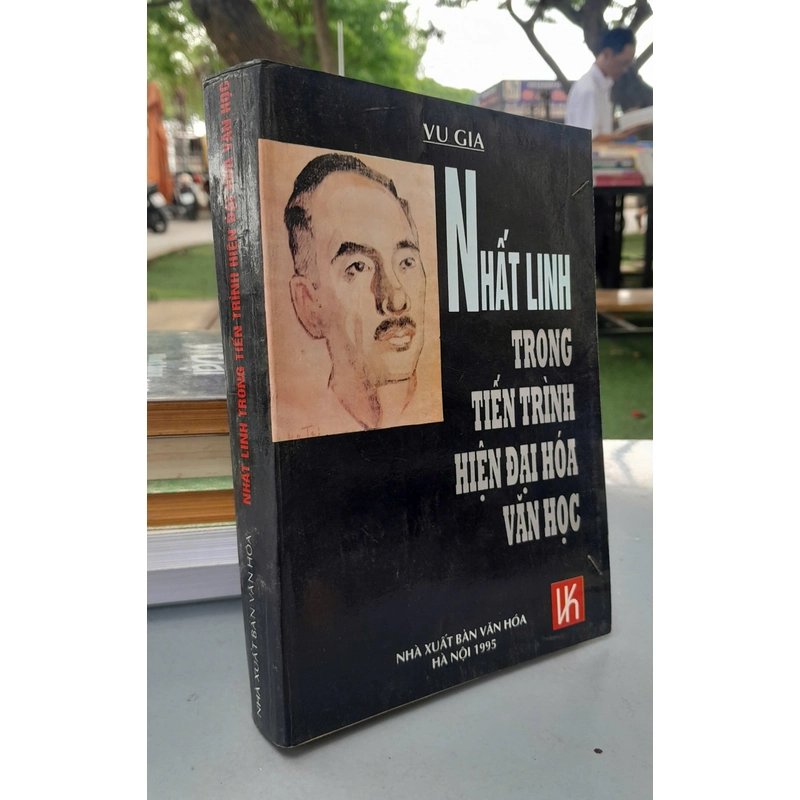 VU GIA
NHẤT LINH
TRONG
TIẾN TRÌNH
HIỆN ĐẠI HÓA
VĂN HỌC
NHÀ XUẤT BẢN VĂN HÓA
HÀ NỘI 1995
NHẤT LINH TRONG TIẾN TRÌNH HIỆN ĐẠI HÓA VĂN HỌC
NHÀ XUẤT BẢN VĂN HÓA